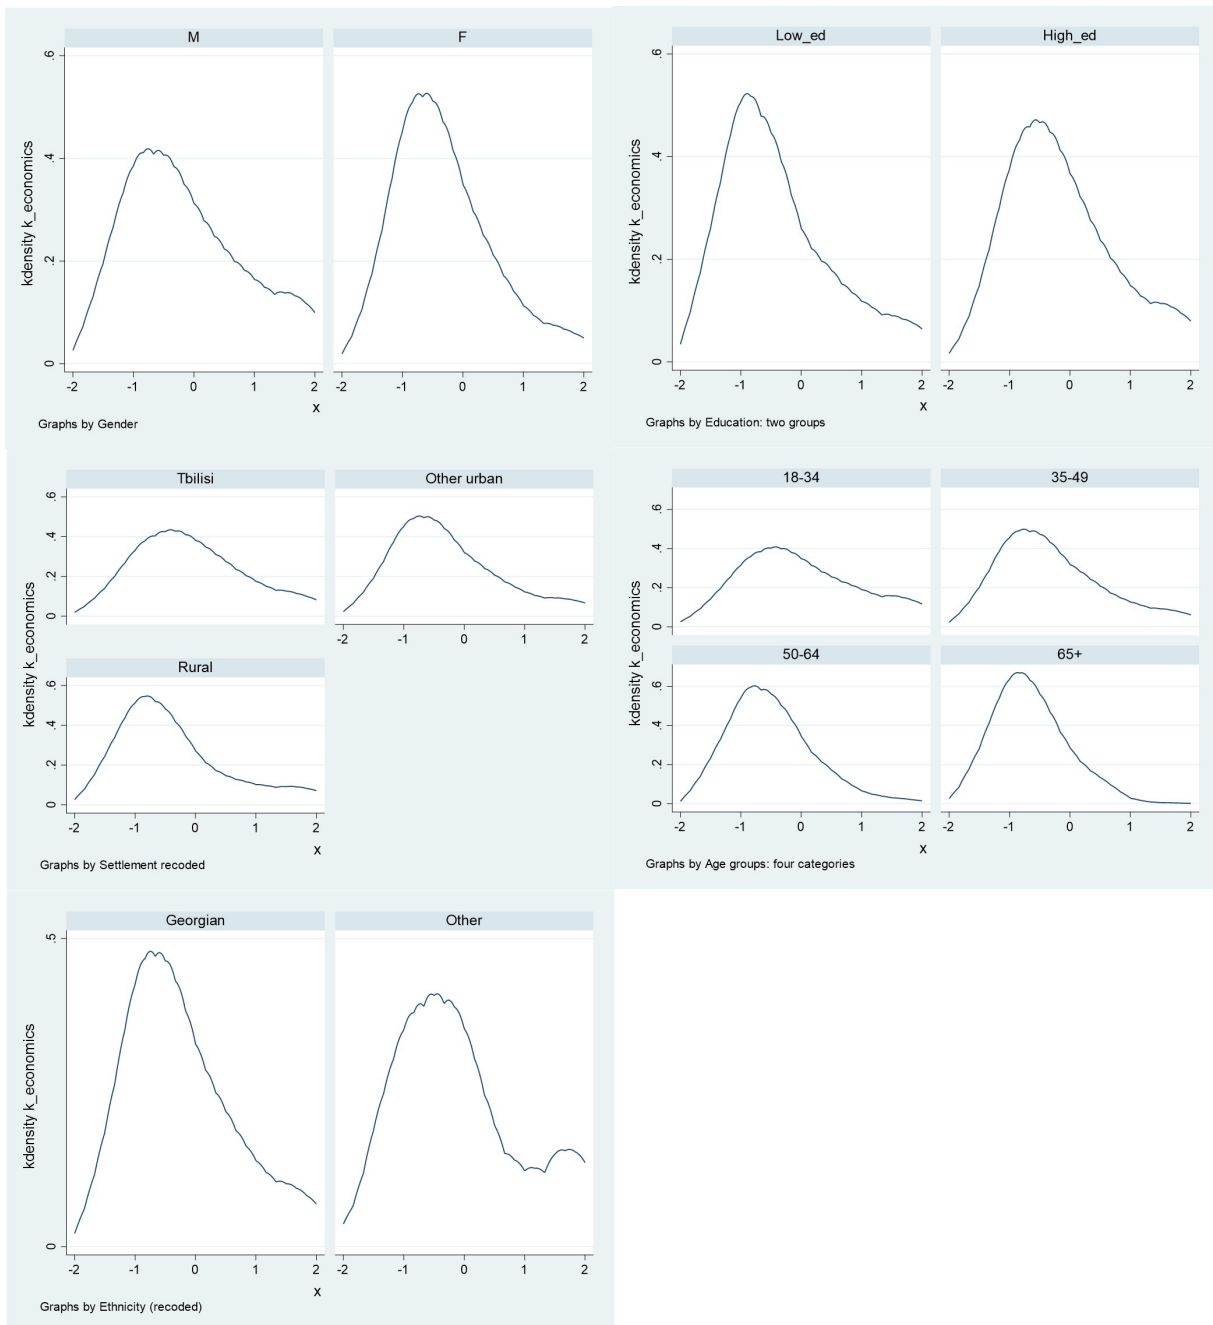 M F
kdensity k_economics
.6
.4
.2
0
-2 -1 0 1 2 -2 -1 0 1 2
x
Graphs by Gender
Low_ed High_ed
kdensity k_economics
.6
.4
.2
0
-2 -1 0 1 2 -2 -1 0 1 2
x
Graphs by Education: two groups
Tbilisi Other urban
kdensity k_economics
.6
.4
.2
0
-2 -1 0 1 2
Rural
.6
.4
.2
0
-2 -1 0 1 2
x
Graphs by Settlement recoded
18-34 35-49
kdensity k_economics
.6
.4
.2
0
50-64 65+
.6
.4
.2
0
-2 -1 0 1 2 -2 -1 0 1 2
x
Graphs by Age groups: four categories
Georgian Other
kdensity k_economics
.5
0
-2 -1 0 1 2 -2 -1 0 1 2
x
Graphs by Ethnicity (recoded)